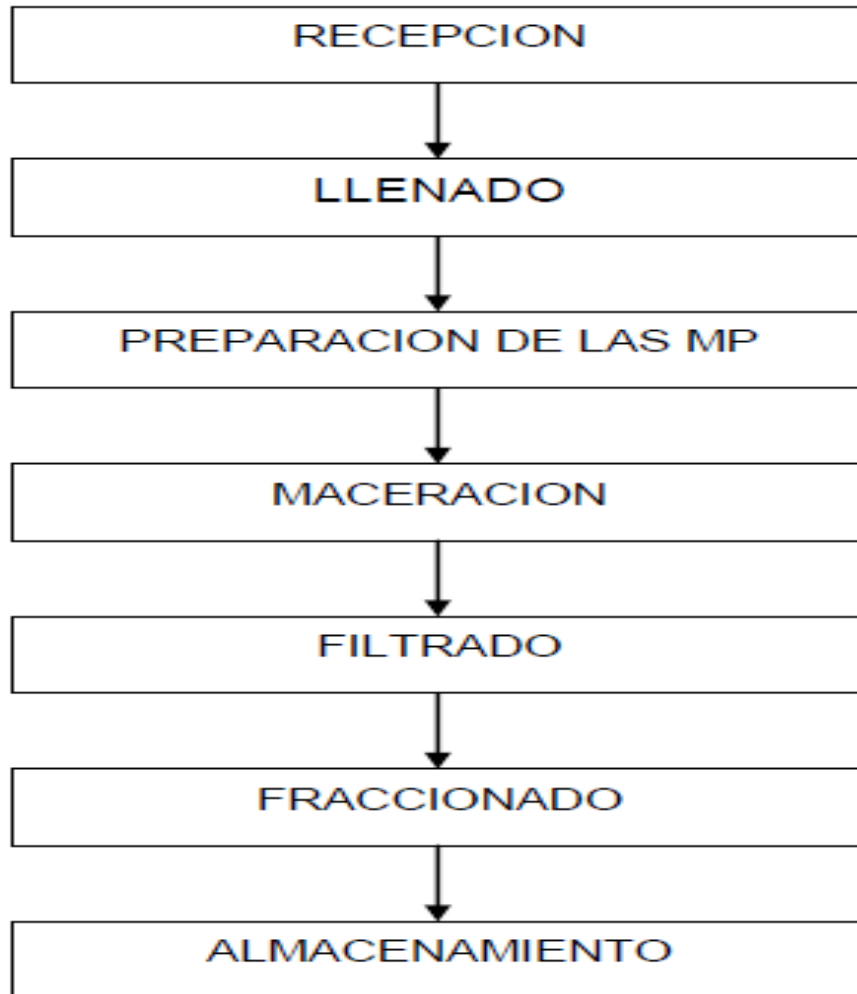 RECEPCION
LLENADO
PREPARACION DE LAS MP
MACERACION
FILTRADO
FRACCIONADO
ALMACENAMIENTO